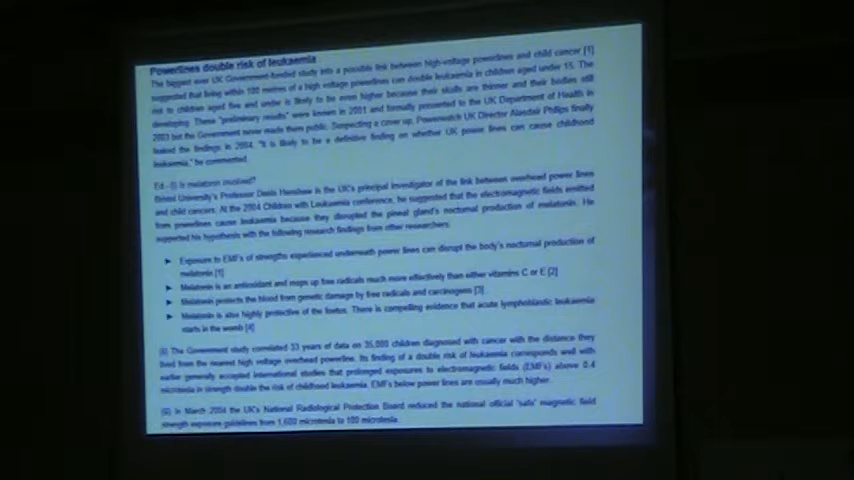 Powerlines double risk of leukaemia
The biggest ever UK Government-funded study into a possible link between high-voltage powerlines and child cancer [1]
suggested that living within 100 metres of a high voltage powerlines can double leukaemia in children aged under 15. The
risk to children aged five and under is likely to be even higher because their skulls are thinner and their bodies still
developing. These "preliminary results" were known in 2001 and formally presented to the UK Department of Health in
2003 but the Government never made them public. Suspecting a cover up, Powerwatch UK Director Alasdair Philips finally
leaked the findings in 2004. "It is likely to be a definitive finding on whether UK power lines can cause childhood
leukaemia," he commented.
Is melatonin involved?
Bristol University's Professor Denis Henshaw is the UK's principal investigator of the link between overhead power lines
and child cancers. At the 2004 Children with Leukaemia conference, he suggested that the electromagnetic fields emitted
from powerlines cause leukaemia because they disrupted the pineal gland's nocturnal production of melatonin. He
supported his hypothesis with the following research findings from other researchers:
► Exposure to EMFs of strengths experienced underneath power lines can disrupt the body's nocturnal production of
melatonin [1]
► Melatonin is an antioxidant and mops up free radicals much more effectively than either vitamins C or E [2]
► Melatonin protects the blood from genetic damage by free radicals and carcinogens [3]
► Melatonin is also highly protective of the foetus. There is compelling evidence that acute lymphoblastic leukaemia
starts in the womb [4]
The Government study correlated 33 years of data on 35,000 children diagnosed with cancer with the distance they
lived from the nearest high voltage overhead powerline. Its finding of a double risk of leukaemia corresponds well with
earlier generally accepted international studies that prolonged exposures to electromagnetic fields (EMFs) above 0.4
microtesla in strength double the risk of childhood leukaemia. EMFs below power lines are usually much higher.
In March 2004 the UK's National Radiological Protection Board reduced the national official "safe" magnetic field
strength exposure guidelines from 1,600 microtesla to 100 microtesla.